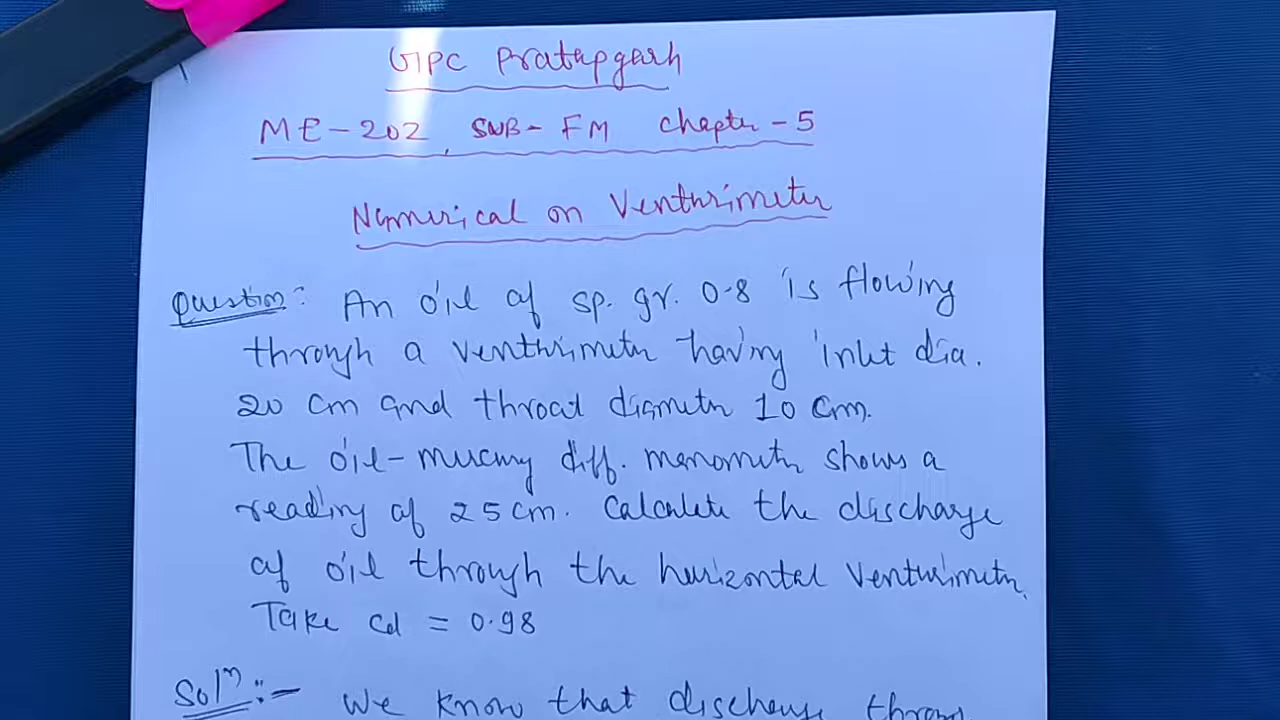 GPC Pratapgarh
ME-202 SUB- FM Chapter-5
Numerical on Venturimeter
Question: An oil of sp. gr. 0.8 is flowing
through a venturimeter having inlet dia.
20 cm and throat diameter 10 cm.
The oil-mercury diff. manometer shows a
reading of 25cm. Calculate the discharge
of oil through the horizontal venturimeter.
Take cd = 0.98
Solⁿ:- We know that discharge through